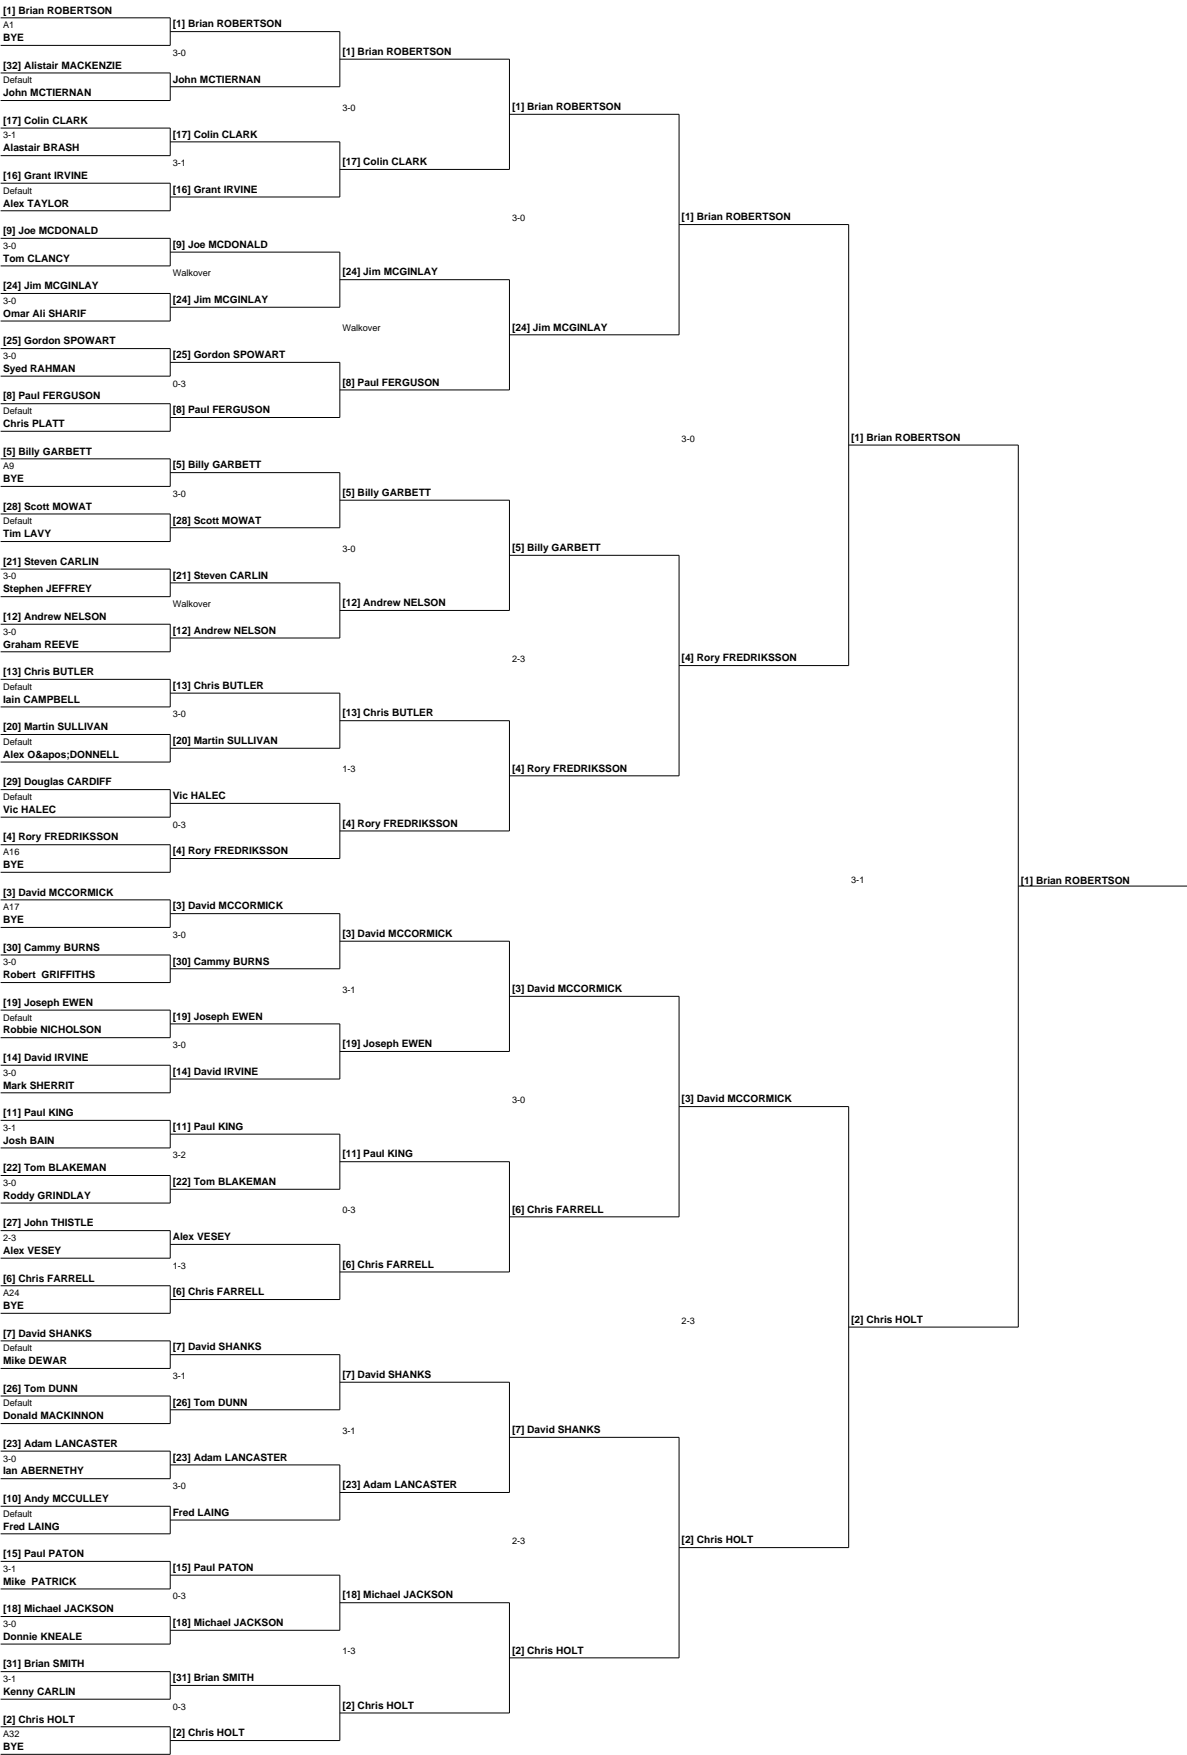 [1] Brian ROBERTSON
A1
BYE
[32] Alistair MACKENZIE
Default
John MCTIERNAN
[17] Colin CLARK
3-1
Alastair BRASH
[16] Grant IRVINE
Default
Alex TAYLOR
[9] Joe MCDONALD
3-0
Tom CLANCY
[24] Jim MCGINLAY
3-0
Omar Ali SHARIF
[25] Gordon SPOWART
3-0
Syed RAHMAN
[8] Paul FERGUSON
Default
Chris PLATT
[5] Billy GARBETT
A9
BYE
[28] Scott MOWAT
Default
Tim LAVY
[21] Steven CARLIN
3-0
Stephen JEFFREY
[12] Andrew NELSON
3-0
Graham REEVE
[13] Chris BUTLER
Default
Iain CAMPBELL
[20] Martin SULLIVAN
Default
Alex O&apos;DONNELL
[29] Douglas CARDIFF
Default
Vic HALEC
[4] Rory FREDRIKSSON
A16
BYE
[3] David MCCORMICK
A17
BYE
[30] Cammy BURNS
3-0
Robert  GRIFFITHS
[19] Joseph EWEN
Default
Robbie NICHOLSON
[14] David IRVINE
3-0
Mark SHERRIT
[11] Paul KING
3-1
Josh BAIN
[22] Tom BLAKEMAN
3-0
Roddy GRINDLAY
[27] John THISTLE
2-3
Alex VESEY
[6] Chris FARRELL
A24
BYE
[7] David SHANKS
Default
Mike DEWAR
[26] Tom DUNN
Default
Donald MACKINNON
[23] Adam LANCASTER
3-0
Ian ABERNETHY
[10] Andy MCCULLEY
Default
Fred LAING
[15] Paul PATON
3-1
Mike  PATRICK
[18] Michael JACKSON
3-0
Donnie KNEALE
[31] Brian SMITH
3-1
Kenny CARLIN
[2] Chris HOLT
A32
BYE
[1] Brian ROBERTSON
3-0
John MCTIERNAN
[17] Colin CLARK
3-1
[16] Grant IRVINE
[9] Joe MCDONALD
Walkover
[24] Jim MCGINLAY
[25] Gordon SPOWART
0-3
[8] Paul FERGUSON
[5] Billy GARBETT
3-0
[28] Scott MOWAT
[21] Steven CARLIN
Walkover
[12] Andrew NELSON
[13] Chris BUTLER
3-0
[20] Martin SULLIVAN
Vic HALEC
0-3
[4] Rory FREDRIKSSON
[3] David MCCORMICK
3-0
[30] Cammy BURNS
[19] Joseph EWEN
3-0
[14] David IRVINE
[11] Paul KING
3-2
[22] Tom BLAKEMAN
Alex VESEY
1-3
[6] Chris FARRELL
[7] David SHANKS
3-1
[26] Tom DUNN
[23] Adam LANCASTER
3-0
Fred LAING
[15] Paul PATON
0-3
[18] Michael JACKSON
[31] Brian SMITH
0-3
[2] Chris HOLT
[1] Brian ROBERTSON
3-0
[17] Colin CLARK
[24] Jim MCGINLAY
Walkover
[8] Paul FERGUSON
[5] Billy GARBETT
3-0
[12] Andrew NELSON
[13] Chris BUTLER
1-3
[4] Rory FREDRIKSSON
[3] David MCCORMICK
3-1
[19] Joseph EWEN
[11] Paul KING
0-3
[6] Chris FARRELL
[7] David SHANKS
3-1
[23] Adam LANCASTER
[18] Michael JACKSON
1-3
[2] Chris HOLT
[1] Brian ROBERTSON
3-0
[24] Jim MCGINLAY
[5] Billy GARBETT
2-3
[4] Rory FREDRIKSSON
[3] David MCCORMICK
3-0
[6] Chris FARRELL
[7] David SHANKS
2-3
[2] Chris HOLT
[1] Brian ROBERTSON
3-0
[4] Rory FREDRIKSSON
[3] David MCCORMICK
2-3
[2] Chris HOLT
[1] Brian ROBERTSON
3-1
[2] Chris HOLT
[1] Brian ROBERTSON